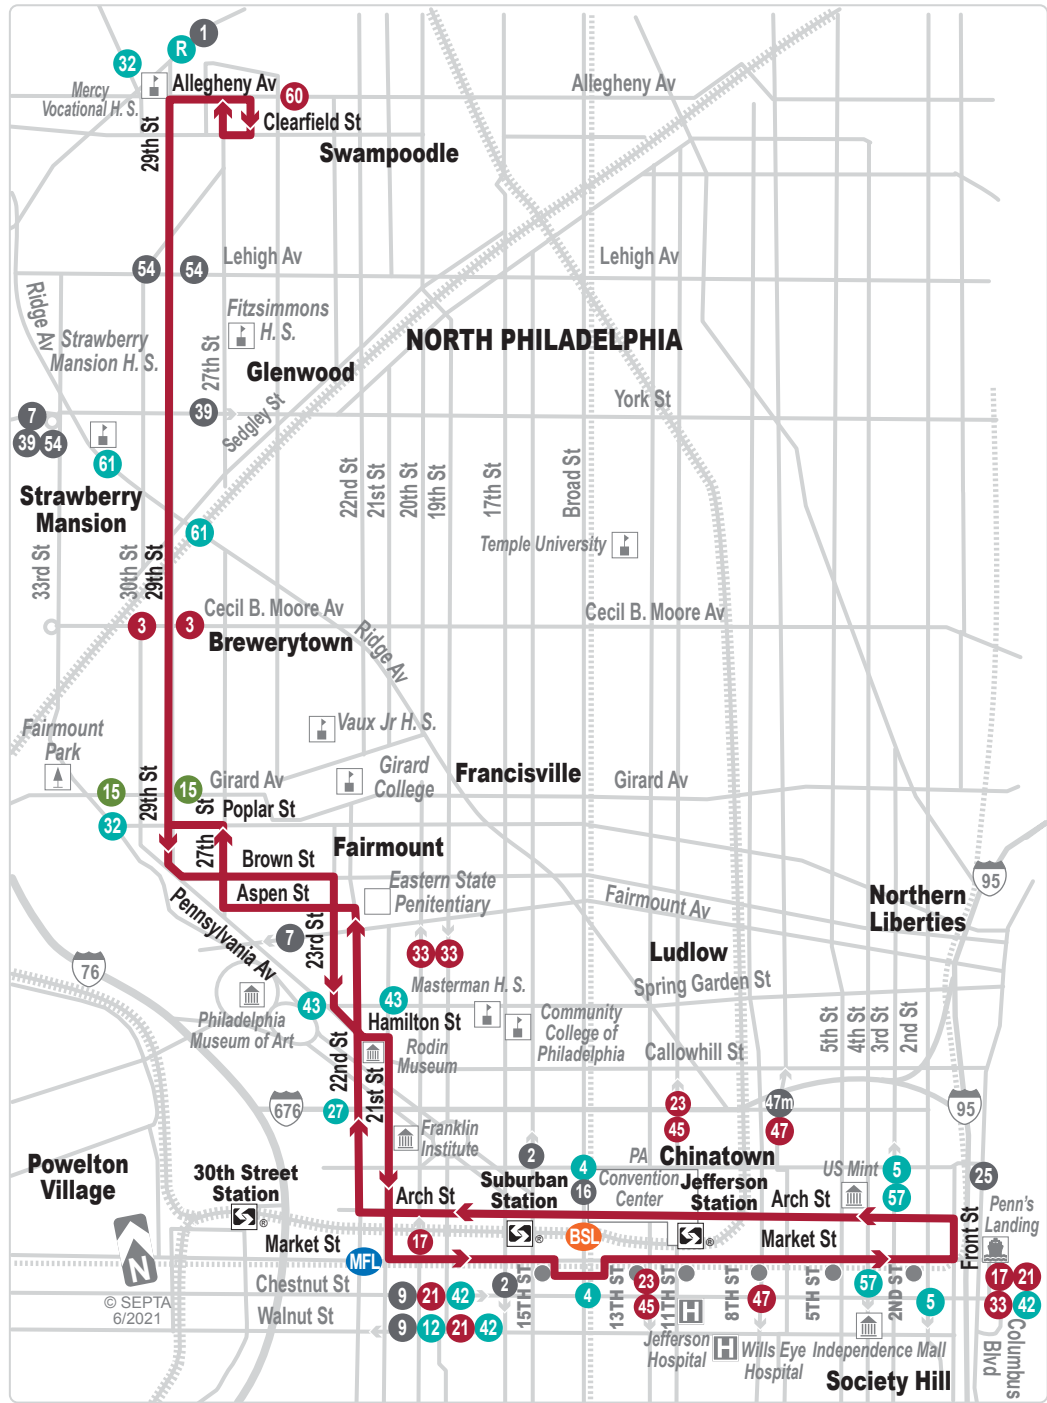 1
R
32
Mercy
Vocational H. S.
Allegheny Av
60
Allegheny Av
Clearfield St
29th St
Swampoodle
Lehigh Av
Lehigh Av
54
54
Ridge Av
Fitzsimmons
H. S.
Strawberry
Mansion H. S.
27th St
NORTH PHILADELPHIA
Glenwood
York St
7
39
Sedgley St
39
54
61
22nd St
21st St
20th St
19th St
17th St
Broad St
Strawberry
Mansion
61
Temple University
33rd St
30th St
29th St
Cecil B. Moore Av
Cecil B. Moore Av
3
3
Brewerytown
Ridge Av
Fairmount
Park
Vaux Jr H. S.
Girard
College
Francisville
29th St
15
15
Girard Av
Girard Av
32
27th St
Poplar St
Fairmount
Brown St
Aspen St
Eastern State
Penitentiary
Fairmount Av
Northern
Liberties
95
Pennsylvania Av
23rd St
7
33
33
Ludlow
76
Masterman H. S.
Spring Garden St
43
43
Philadelphia
Museum of Art
Hamilton St
Community
College of
Philadelphia
Rodin
Museum
22nd St
21st St
Callowhill St
5th St
4th St
3rd St
2nd St
676
27
23
45
47m
47
95
Franklin
Institute
Powelton
Village
30th Street
Station
®
2
Suburban
Station
®
4
16
PA
Convention
Center
Chinatown
Jefferson
Station
®
US Mint
5
57
25
Penn's
Landing
Arch St
Arch St
N
Market St
MFL
17
BSL
Market St
Front St
© SEPTA
6/2021
Chestnut St
9
21
42
2
15TH ST
4
13TH ST
23
45
11TH ST
H
8TH ST
47
5TH ST
57
2ND ST
5
17
21
33
42
Walnut St
9
12
21
42
Jefferson
Hospital
H
Wills Eye
Hospital
Independence Mall
Columbus
Blvd
Society Hill